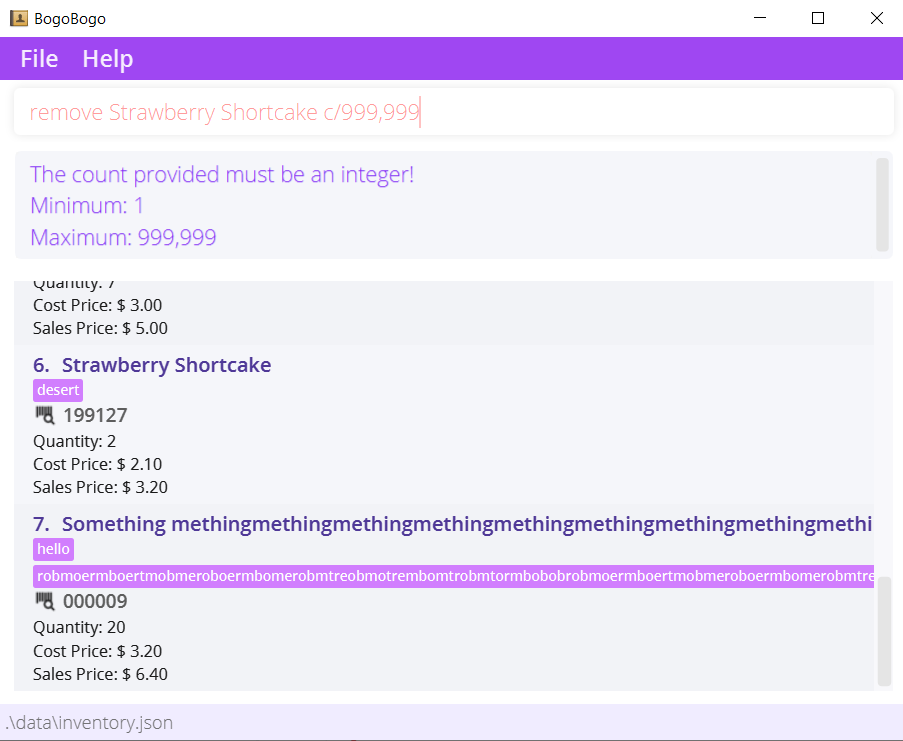 BogoBogo
File Help
remove Strawberry Shortcake c/999,999
The count provided must be an integer!
Minimum: 1
Maximum: 999,999
Quantity: 7
Cost Price: $ 3.00
Sales Price: $ 5.00
6. Strawberry Shortcake
desert
199127
Quantity: 2
Cost Price: $ 2.10
Sales Price: $ 3.20
7. Something methingmethingmethingmethingmethingmethingmethingmethingmethi
hello
robmoermboertmobmeroboermbomerobmtreobmotrembomtrobmtormbobobrobmoermboertmobmeroboermbomerobmtre
000009
Quantity: 20
Cost Price: $ 3.20
Sales Price: $ 6.40
.\data\inventory.json